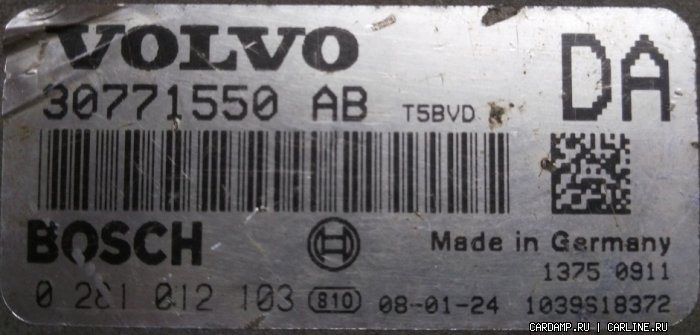 VOLVO
30771550 AB T5BVD DA
BOSCH
Made in Germany
1375 0911
0 281 012 103 810 08-01-24 1039S18372
CARDAMP.RU | CARLINE.RU